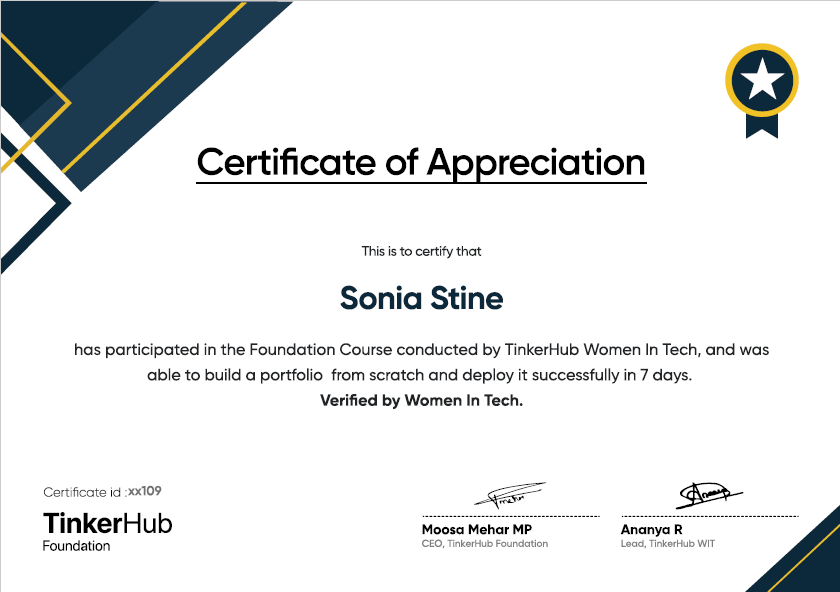 Certificate of Appreciation
This is to certify that
Sonia Stine
has participated in the Foundation Course conducted by TinkerHub Women In Tech, and was
able to build a portfolio from scratch and deploy it successfully in 7 days.
Verified by Women In Tech.
Certificate id :xx109
TinkerHub
Foundation
Moosa Mehar MP
CEO, TinkerHub Foundation
Ananya
Ananya R
Lead, TinkerHub WIT